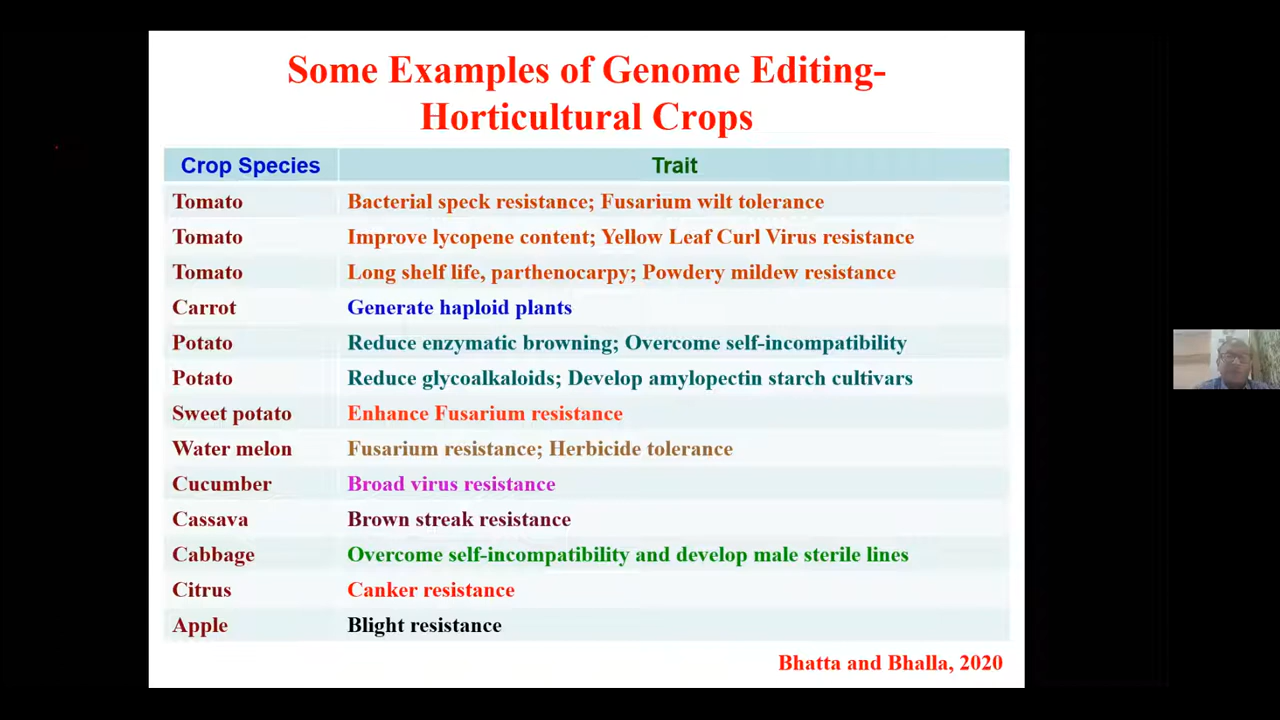 Some Examples of Genome Editing-
Horticultural Crops
Crop Species Trait
Tomato Bacterial speck resistance; Fusarium wilt tolerance
Tomato Improve lycopene content; Yellow Leaf Curl Virus resistance
Tomato Long shelf life, parthenocarpy; Powdery mildew resistance
Carrot Generate haploid plants
Potato Reduce enzymatic browning; Overcome self-incompatibility
Potato Reduce glycoalkaloids; Develop amylopectin starch cultivars
Sweet potato Enhance Fusarium resistance
Water melon Fusarium resistance; Herbicide tolerance
Cucumber Broad virus resistance
Cassava Brown streak resistance
Cabbage Overcome self-incompatibility and develop male sterile lines
Citrus Canker resistance
Apple Blight resistance
Bhatta and Bhalla, 2020